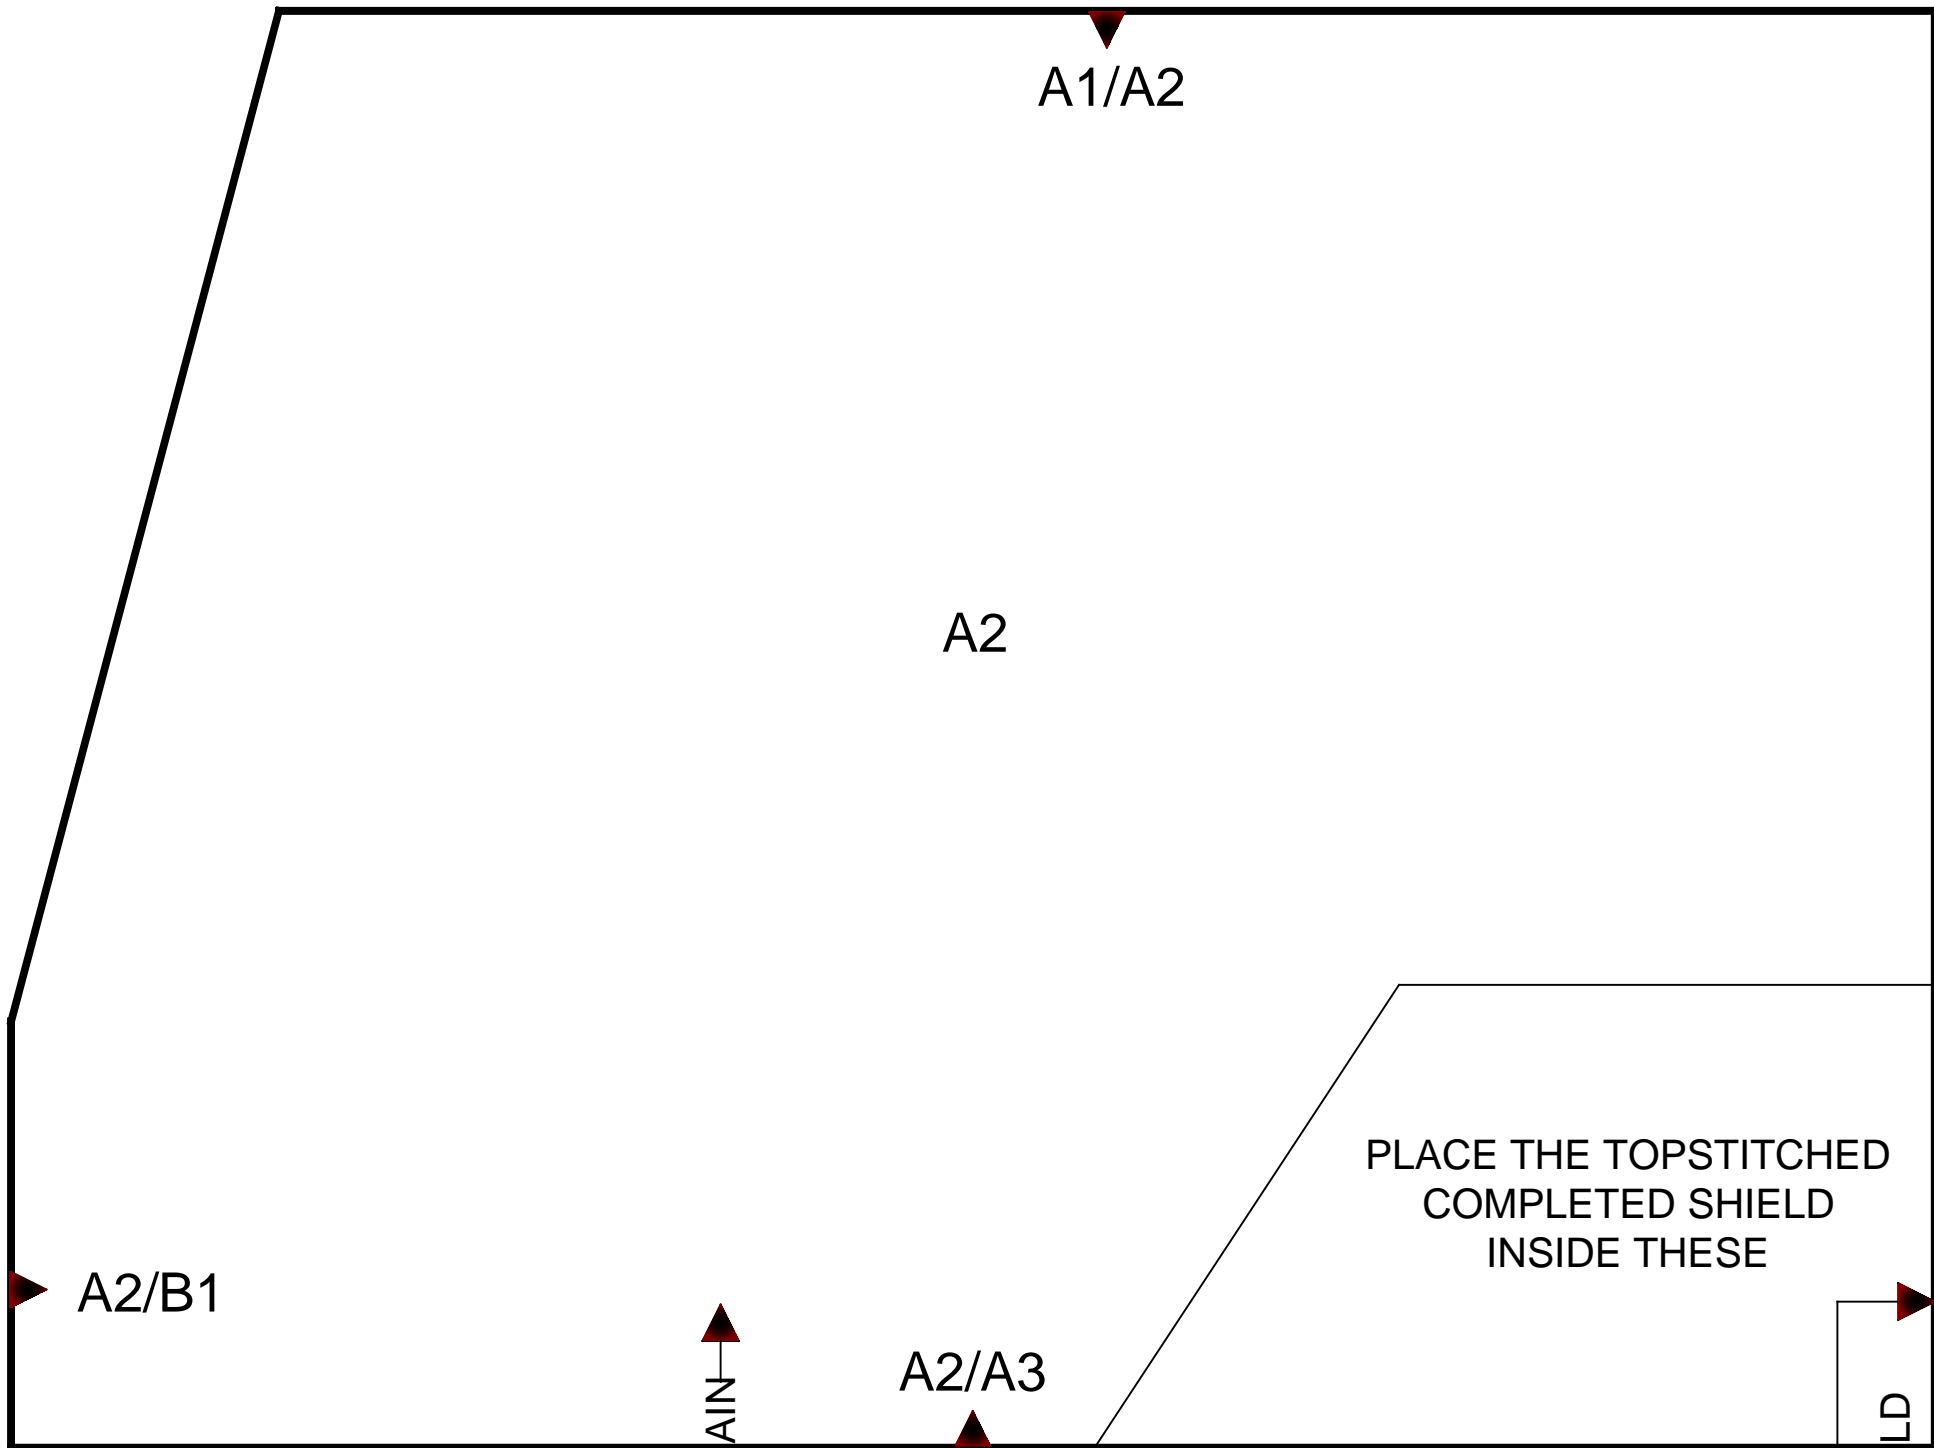 A1/A2
A2
PLACE THE TOPSTITCHED
COMPLETED SHIELD
INSIDE THESE
A2/B1
A2/A3
AIN
LD